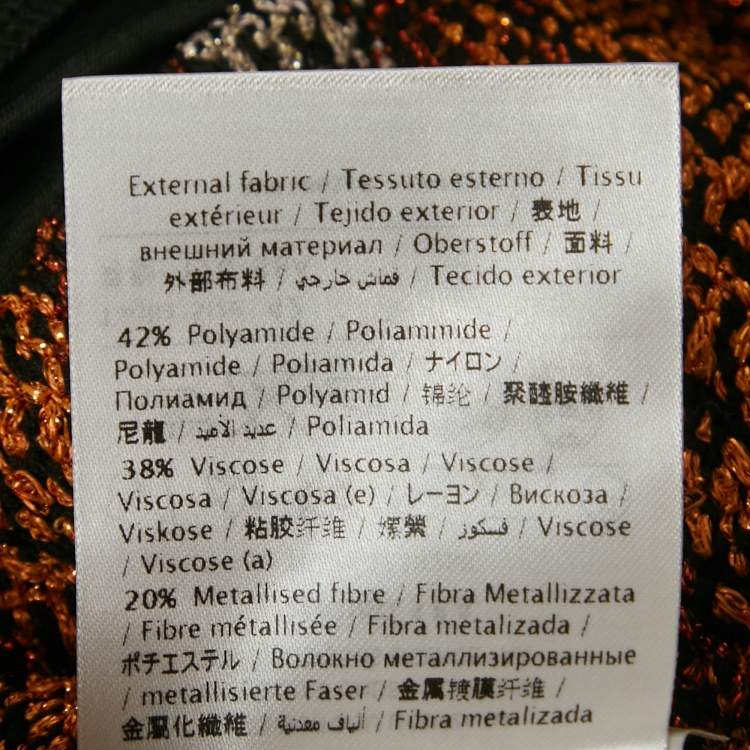 External fabric / Tessuto esterno / Tissu
extérieur / Tejido exterior / 表地 /
внешний материал / Oberstoff / 面料 /
外部布料 / قماش خارجي / Tecido exterior
42% Polyamide / Poliammide /
Polyamide / Poliamida / ナイロン /
Полиамид / Polyamid / 锦纶 / 聚醯胺纖維 /
尼龍 / عديد الأميد / Poliamida
38% Viscose / Viscosa / Viscose /
Viscosa / Viscosa (e) / レーヨン / Вискоза /
Viskose / 粘胶纤维 / 嫘縈 / فسكوز / Viscose
/ Viscose (a)
20% Metallised fibre / Fibra Metallizzata
/ Fibre métallisée / Fibra metalizada /
ポチエステル / Волокно металлизированные
/ metallisierte Faser / 金属镀膜纤维 /
金屬化纖維 / ألياف معدنية / Fibra metalizada